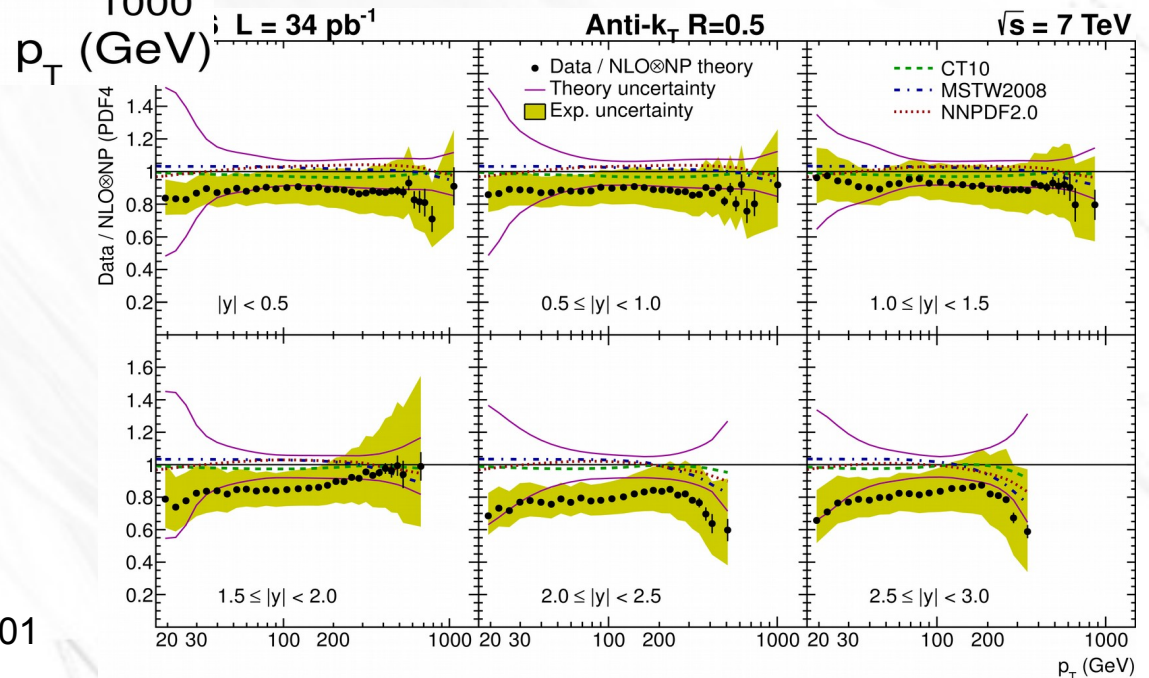 1000
p_T (GeV)
S L = 34 pb⁻¹
Anti-k_T R=0.5
√s = 7 TeV
Data / NLO⊗NP (PDF4
Data / NLO⊗NP theory
Theory uncertainty
Exp. uncertainty
CT10
MSTW2008
NNPDF2.0
1.4
1.2
1
0.8
0.6
0.4
0.2
|y| < 0.5
0.5 ≤ |y| < 1.0
1.0 ≤ |y| < 1.5
1.6
1.4
1.2
1
0.8
0.6
0.4
0.2
1.5 ≤ |y| < 2.0
2.0 ≤ |y| < 2.5
2.5 ≤ |y| < 3.0
01
20 30 100 200 1000 20 30 100 200 1000 20 30 100 200 1000
p_T (GeV)